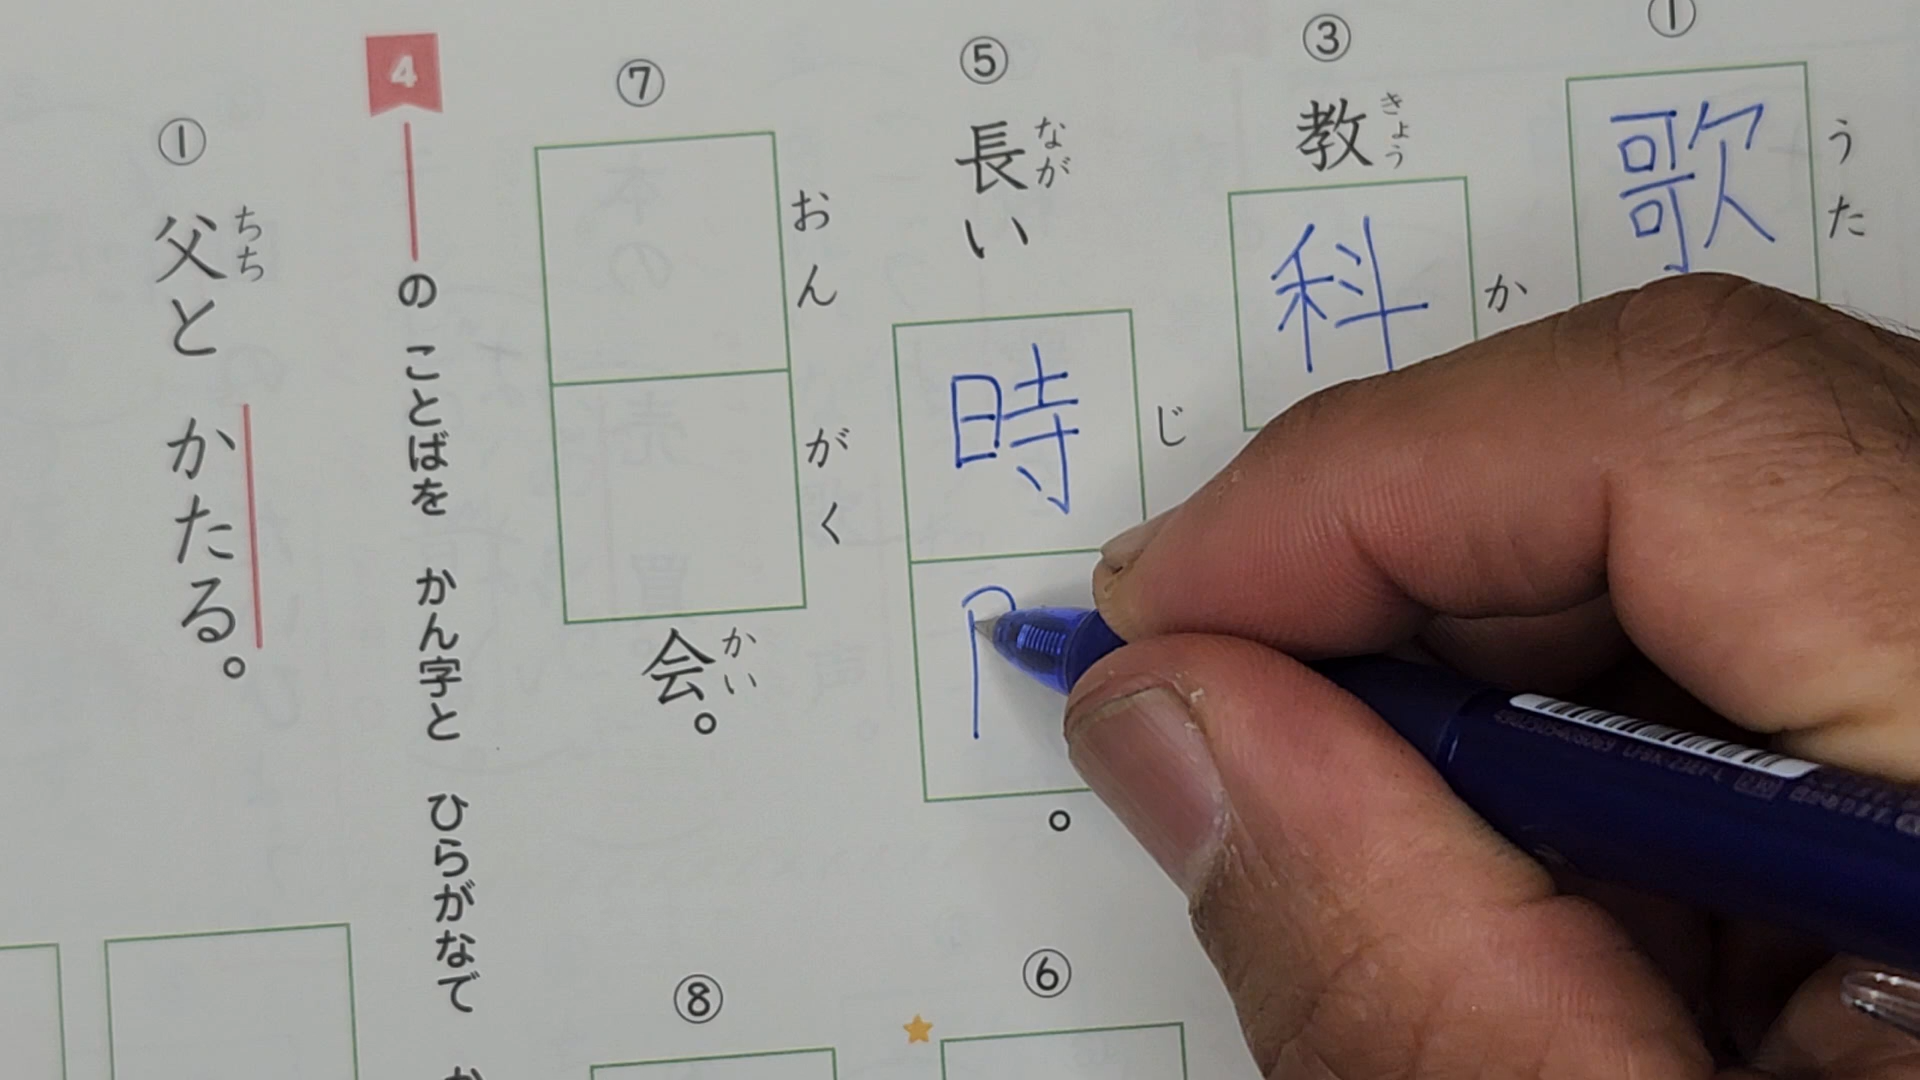 ①
うた
歌
③
きょう
教
か
科
⑤
なが
長い
じ
時
。
⑥
⑦
おんがく
かい
会。
⑧
4
のことばを かん字と ひらがなで か
①
ちち
父と かたる。